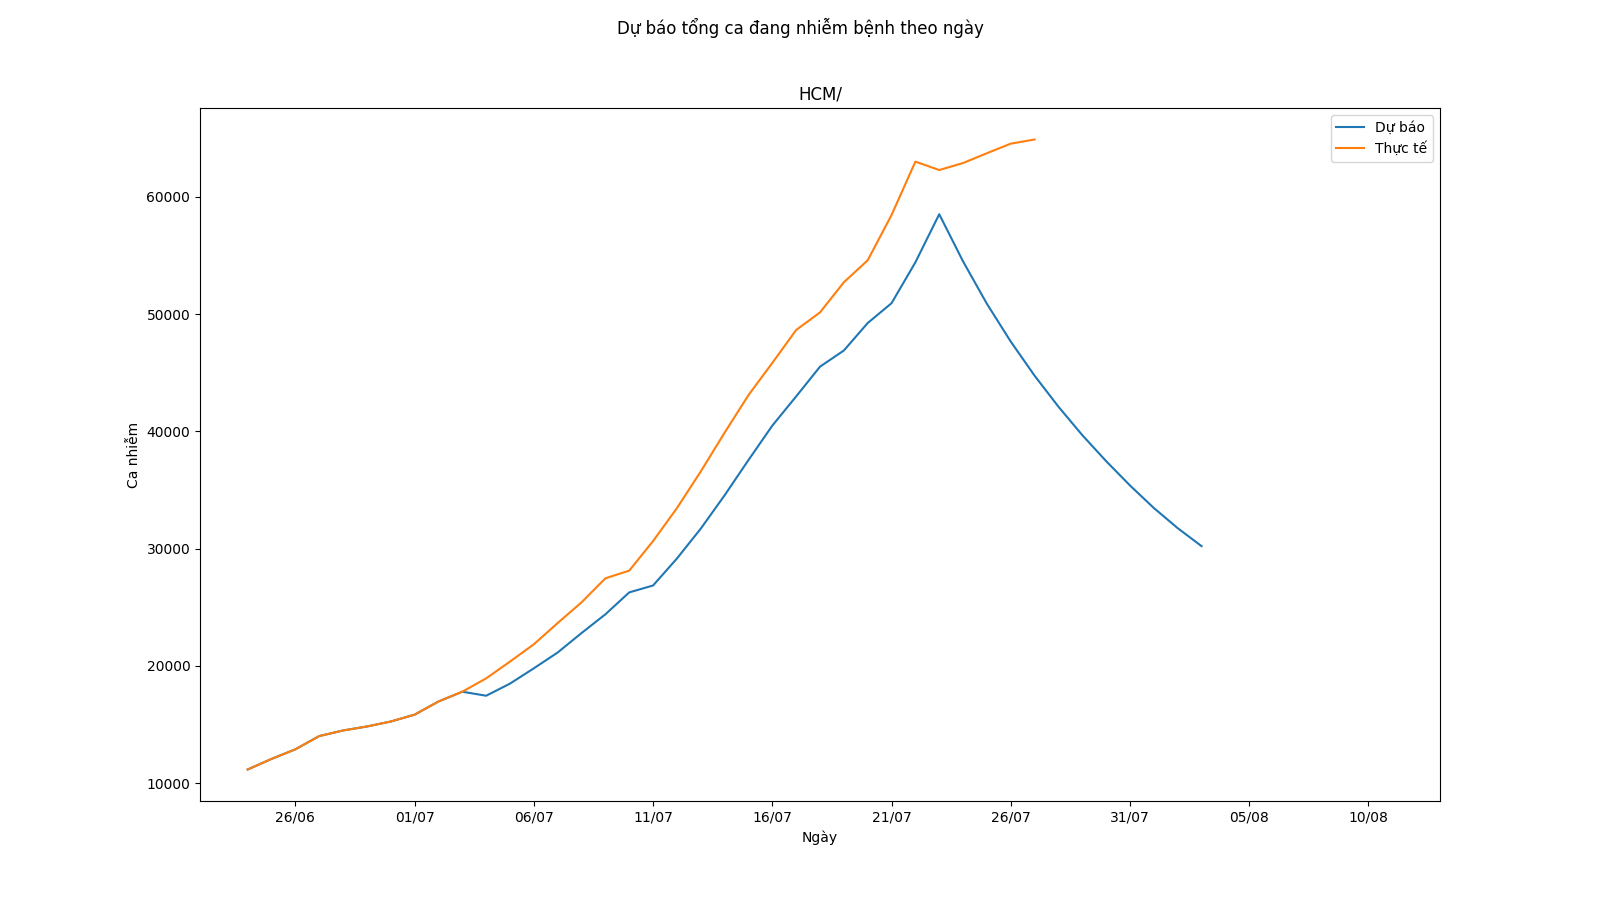 Dự báo tổng ca đang nhiễm bệnh theo ngày
HCM/
Dự báo
Thực tế
60000
50000
40000
30000
20000
10000
Ca nhiễm
26/06
01/07
06/07
11/07
16/07
21/07
26/07
31/07
05/08
10/08
Ngày